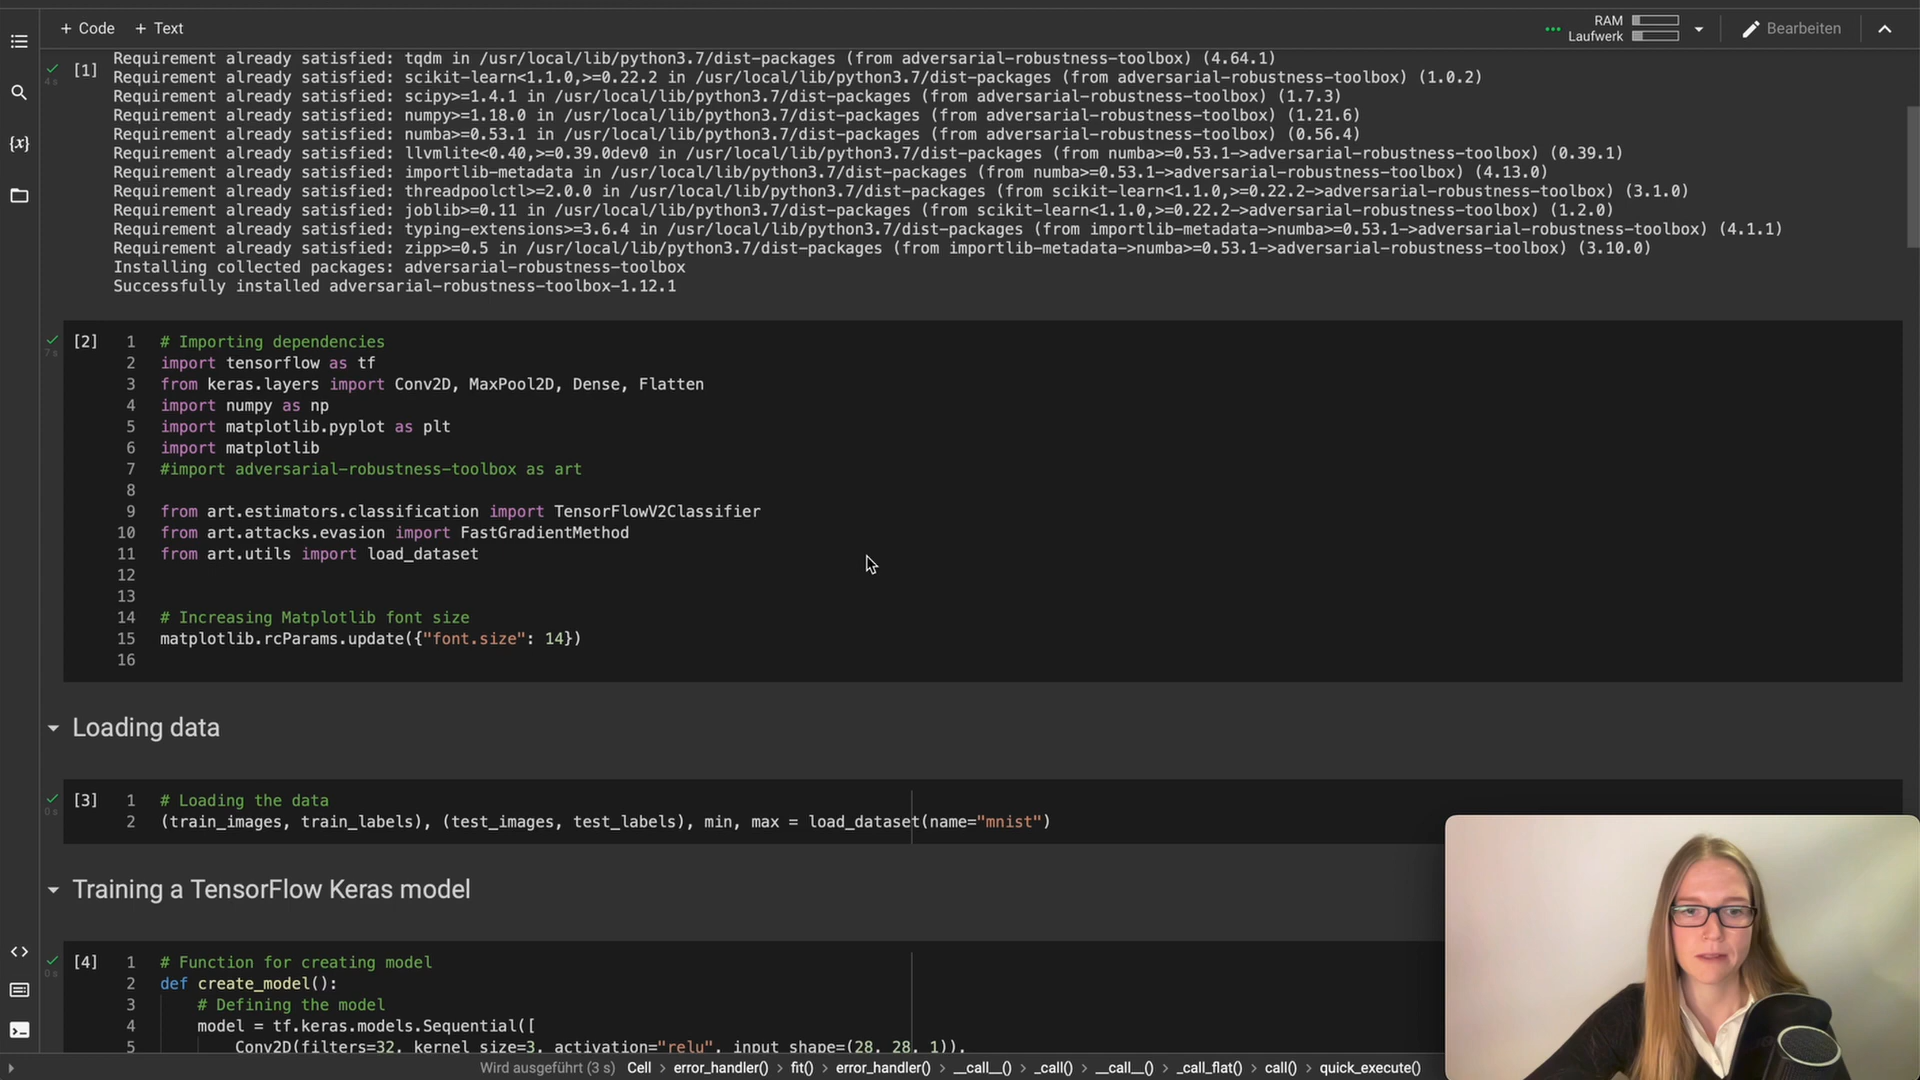 + Code + Text
RAM
Laufwerk
Bearbeiten
Requirement already satisfied: tqdm in /usr/local/lib/python3.7/dist-packages (from adversarial-robustness-toolbox) (4.64.1)
[1]
4s
Requirement already satisfied: scikit-learn<1.1.0,>=0.22.2 in /usr/local/lib/python3.7/dist-packages (from adversarial-robustness-toolbox) (1.0.2)
Requirement already satisfied: scipy>=1.4.1 in /usr/local/lib/python3.7/dist-packages (from adversarial-robustness-toolbox) (1.7.3)
Requirement already satisfied: numpy>=1.18.0 in /usr/local/lib/python3.7/dist-packages (from adversarial-robustness-toolbox) (1.21.6)
Requirement already satisfied: numba>=0.53.1 in /usr/local/lib/python3.7/dist-packages (from adversarial-robustness-toolbox) (0.56.4)
Requirement already satisfied: llvmlite<0.40,>=0.39.0dev0 in /usr/local/lib/python3.7/dist-packages (from numba>=0.53.1->adversarial-robustness-toolbox) (0.39.1)
Requirement already satisfied: importlib-metadata in /usr/local/lib/python3.7/dist-packages (from numba>=0.53.1->adversarial-robustness-toolbox) (4.13.0)
Requirement already satisfied: threadpoolctl>=2.0.0 in /usr/local/lib/python3.7/dist-packages (from scikit-learn<1.1.0,>=0.22.2->adversarial-robustness-toolbox) (3.1.0)
Requirement already satisfied: joblib>=0.11 in /usr/local/lib/python3.7/dist-packages (from scikit-learn<1.1.0,>=0.22.2->adversarial-robustness-toolbox) (1.2.0)
Requirement already satisfied: typing-extensions>=3.6.4 in /usr/local/lib/python3.7/dist-packages (from importlib-metadata->numba>=0.53.1->adversarial-robustness-toolbox) (4.1.1)
Requirement already satisfied: zipp>=0.5 in /usr/local/lib/python3.7/dist-packages (from importlib-metadata->numba>=0.53.1->adversarial-robustness-toolbox) (3.10.0)
Installing collected packages: adversarial-robustness-toolbox
Successfully installed adversarial-robustness-toolbox-1.12.1
[2] 1 # Importing dependencies
7s
2 import tensorflow as tf
3 from keras.layers import Conv2D, MaxPool2D, Dense, Flatten
4 import numpy as np
5 import matplotlib.pyplot as plt
6 import matplotlib
7 #import adversarial-robustness-toolbox as art
8
9 from art.estimators.classification import TensorFlowV2Classifier
10 from art.attacks.evasion import FastGradientMethod
11 from art.utils import load_dataset
12
13
14 # Increasing Matplotlib font size
15 matplotlib.rcParams.update({"font.size": 14})
16
Loading data
[3] 1 # Loading the data
0s
2 (train_images, train_labels), (test_images, test_labels), min, max = load_dataset(name="mnist")
Training a TensorFlow Keras model
[4] 1 # Function for creating model
0s
2 def create_model():
3 # Defining the model
4 model = tf.keras.models.Sequential([
5 Conv2D(filters=32, kernel_size=3, activation="relu", input_shape=(28, 28, 1)),
Wird ausgeführt (3 s) Cell > error_handler() > fit() > error_handler() > __call__() > _call() > __call__() > _call_flat() > call() > quick_execute()